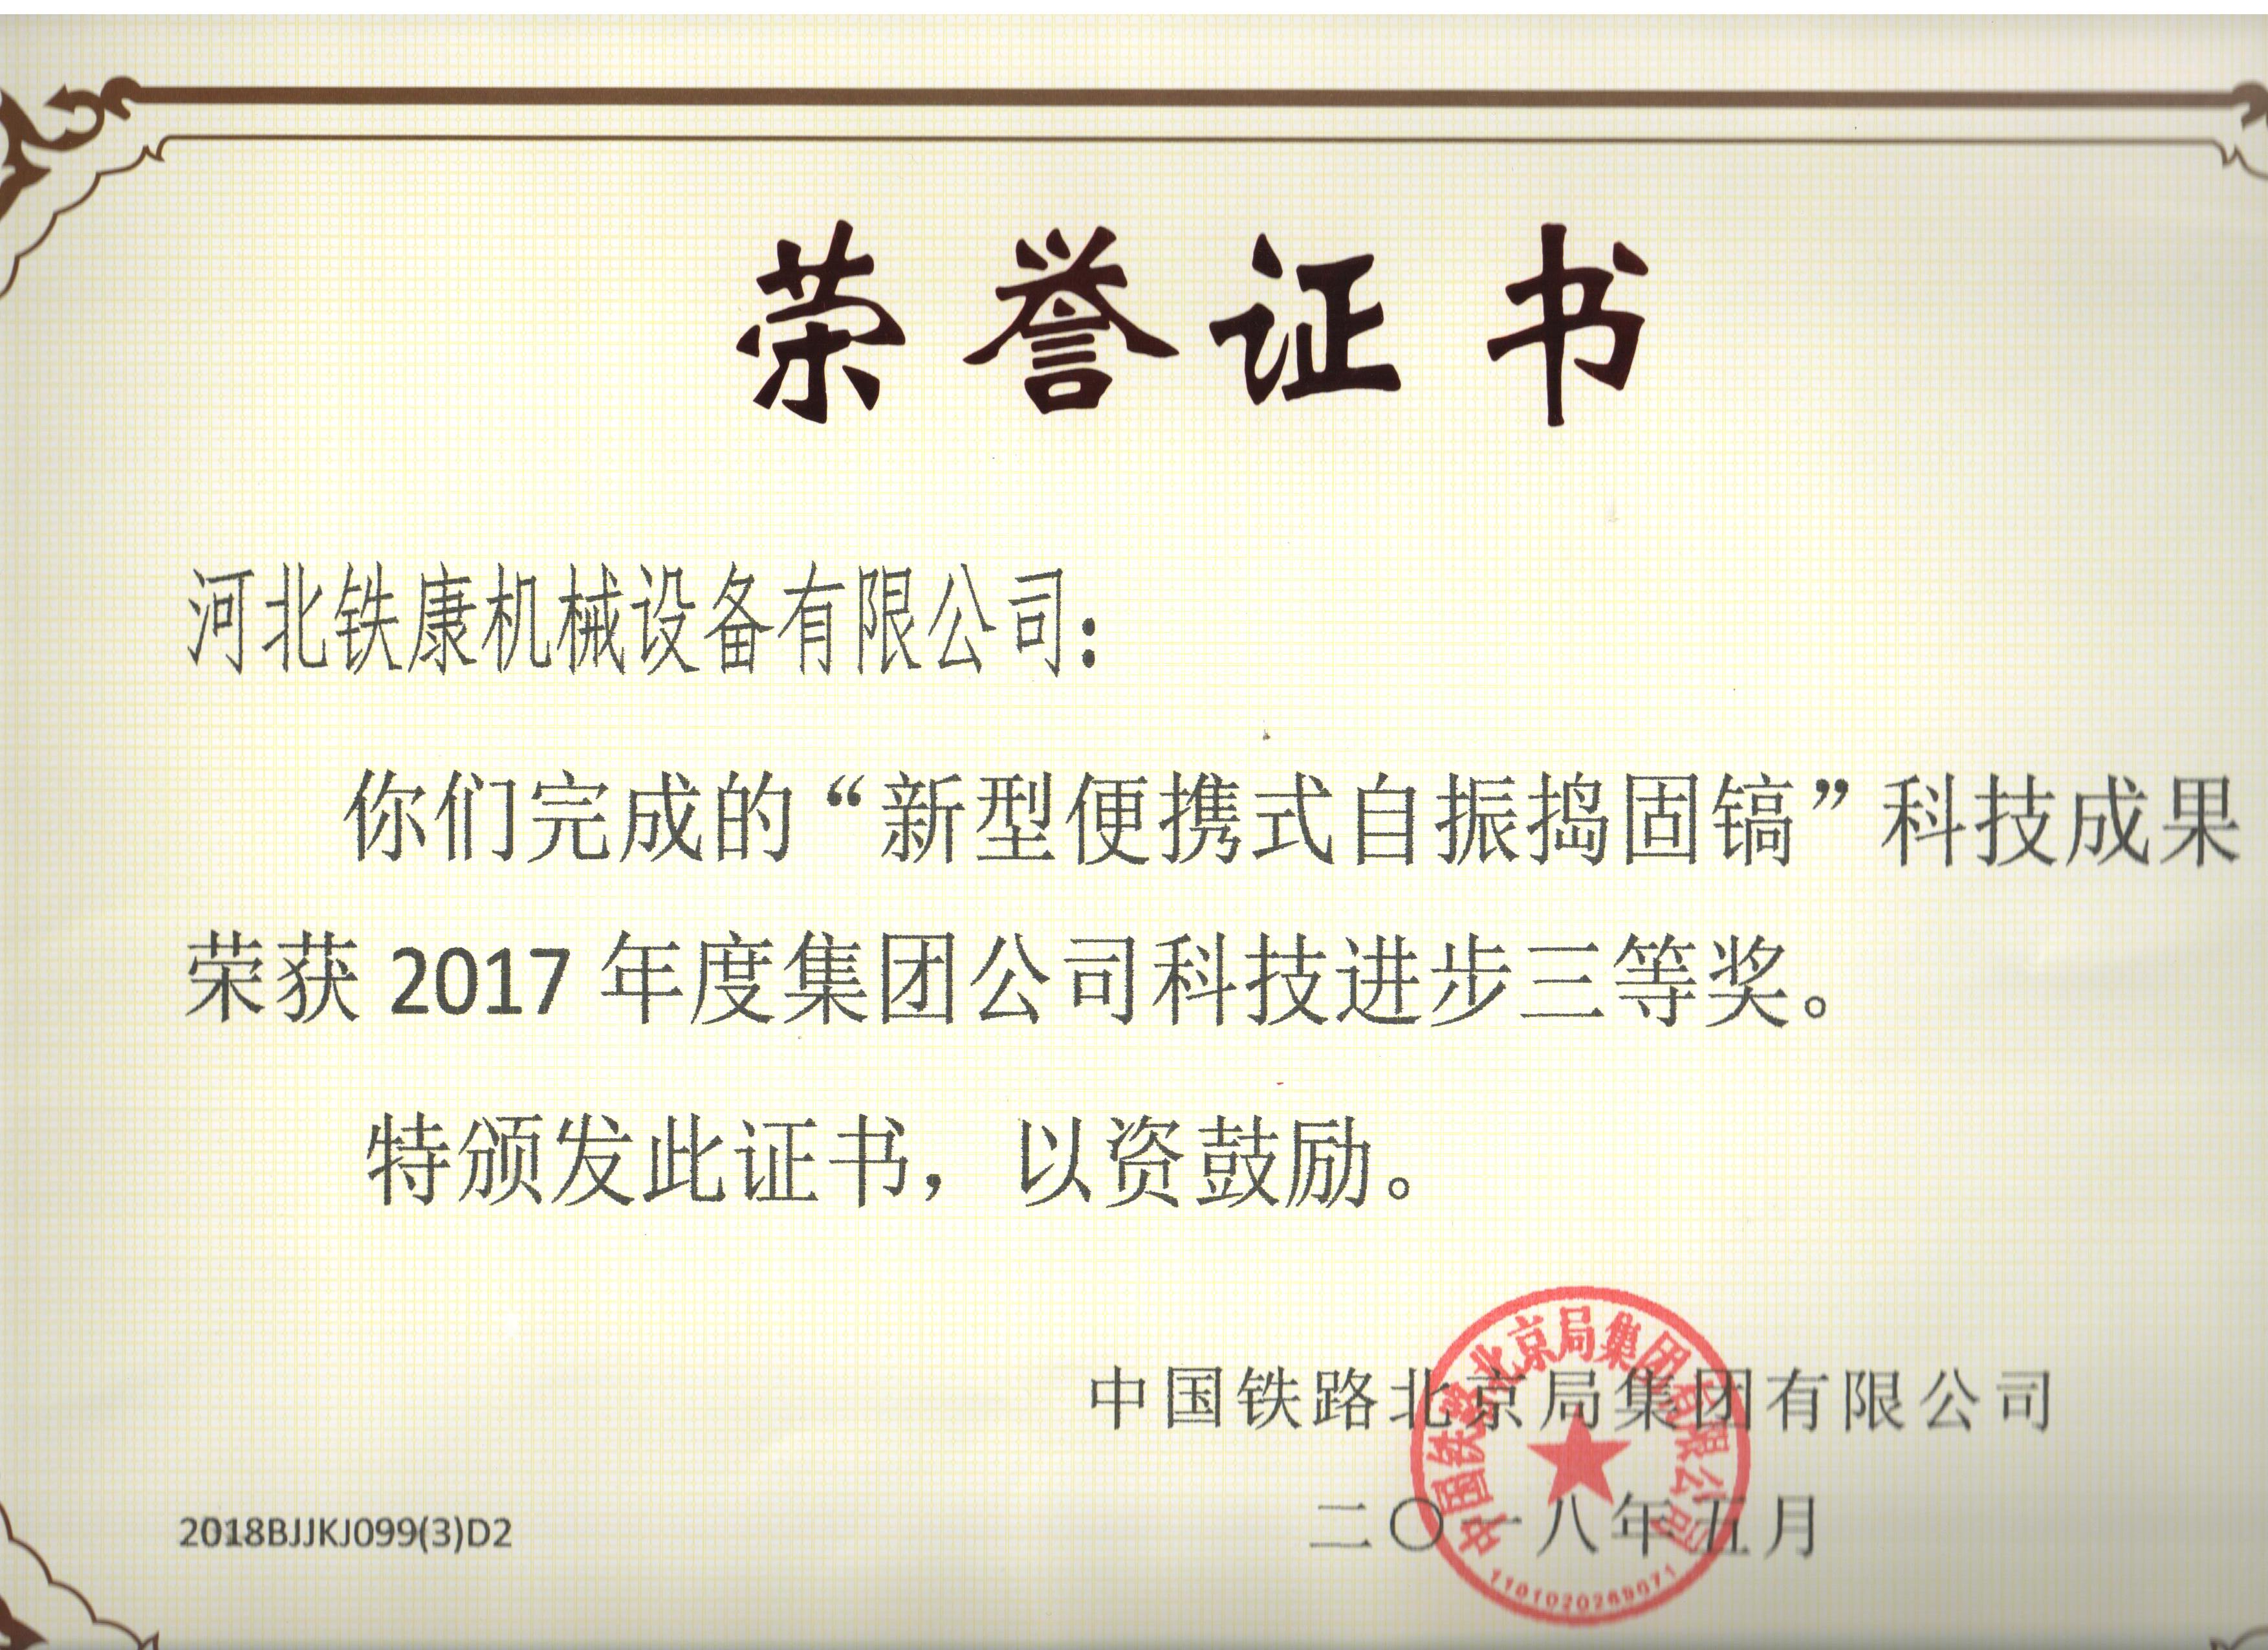 荣誉证书
河北铁康机械设备有限公司：
你们完成的“新型便携式自振捣固镐”科技成果
荣获 2017 年度集团公司科技进步三等奖。
特颁发此证书，以资鼓励。
中国铁路北京局集团有限公司
二〇一八年五月
2018BJJKJ099(3)D2
中国铁路北京局集团有限公司